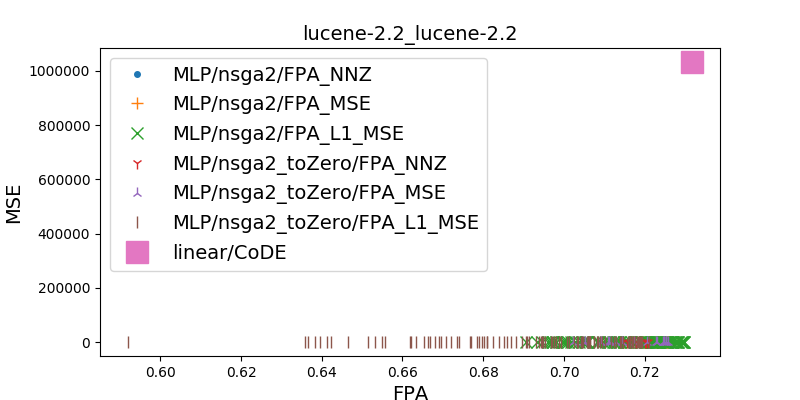 lucene-2.2_lucene-2.2
MSE
1000000
800000
600000
400000
200000
0
MLP/nsga2/FPA_NNZ
MLP/nsga2/FPA_MSE
MLP/nsga2/FPA_L1_MSE
MLP/nsga2_toZero/FPA_NNZ
MLP/nsga2_toZero/FPA_MSE
MLP/nsga2_toZero/FPA_L1_MSE
linear/CoDE
0.60 0.62 0.64 0.66 0.68 0.70 0.72
FPA